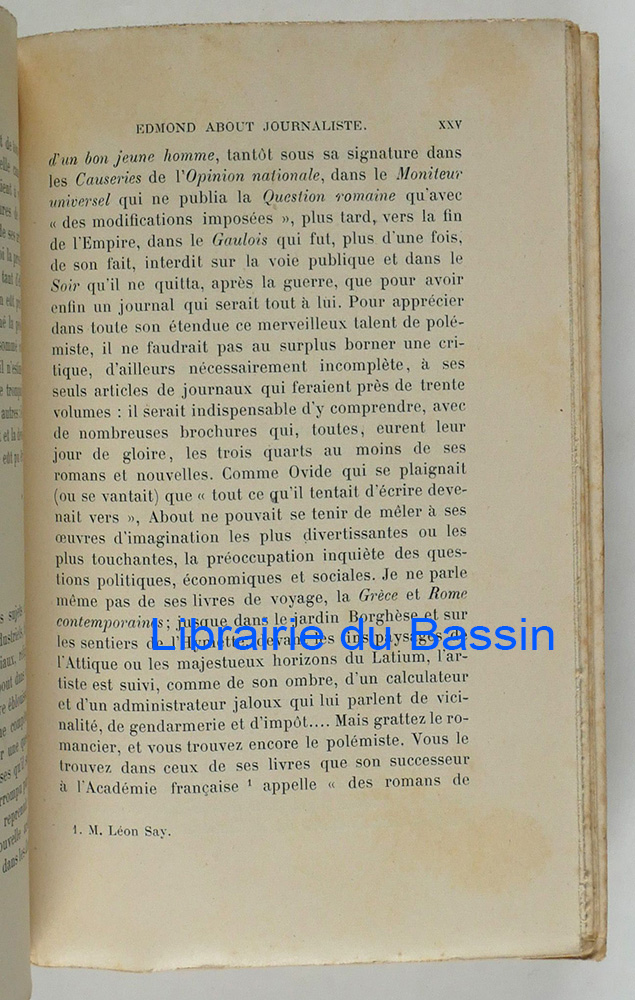 EDMOND ABOUT JOURNALISTE. XXV
d'un bon jeune homme, tantôt sous sa signature dans
les Causeries de l'Opinion nationale, dans le Moniteur
universel qui ne publia la Question romaine qu'avec
« des modifications imposées », plus tard, vers la fin
de l'Empire, dans le Gaulois qui fut, plus d'une fois,
de son fait, interdit sur la voie publique et dans le
Soir qu'il ne quitta, après la guerre, que pour avoir
enfin un journal qui serait tout à lui. Pour apprécier
dans toute son étendue ce merveilleux talent de polé-
miste, il ne faudrait pas au surplus borner une cri-
tique, d'ailleurs nécessairement incomplète, à ses
seuls articles de journaux qui feraient près de trente
volumes : il serait indispensable d'y comprendre, avec
de nombreuses brochures qui, toutes, eurent leur
jour de gloire, les trois quarts au moins de ses
romans et nouvelles. Comme Ovide qui se plaignait
(ou se vantait) que « tout ce qu'il tentait d'écrire deve-
nait vers », About ne pouvait se tenir de mêler à ses
œuvres d'imagination les plus divertissantes ou les
plus touchantes, la préoccupation inquiète des ques-
tions politiques, économiques et sociales. Je ne parle
même pas de ses livres de voyage, la Grèce et Rome
contemporaines; jusque dans le jardin Borghèse et sur
les sentiers de l'Hymette, devant les fins paysages de
l'Attique ou les majestueux horizons du Latium, l'ar-
tiste est suivi, comme de son ombre, d'un calculateur
et d'un administrateur jaloux qui lui parlent de vici-
nalité, de gendarmerie et d'impôt.... Mais grattez le ro-
mancier, et vous trouvez encore le polémiste. Vous le
trouvez dans ceux de ses livres que son successeur
à l'Académie française 1 appelle « des romans de
1. M. Léon Say.
Librairie du Bassin